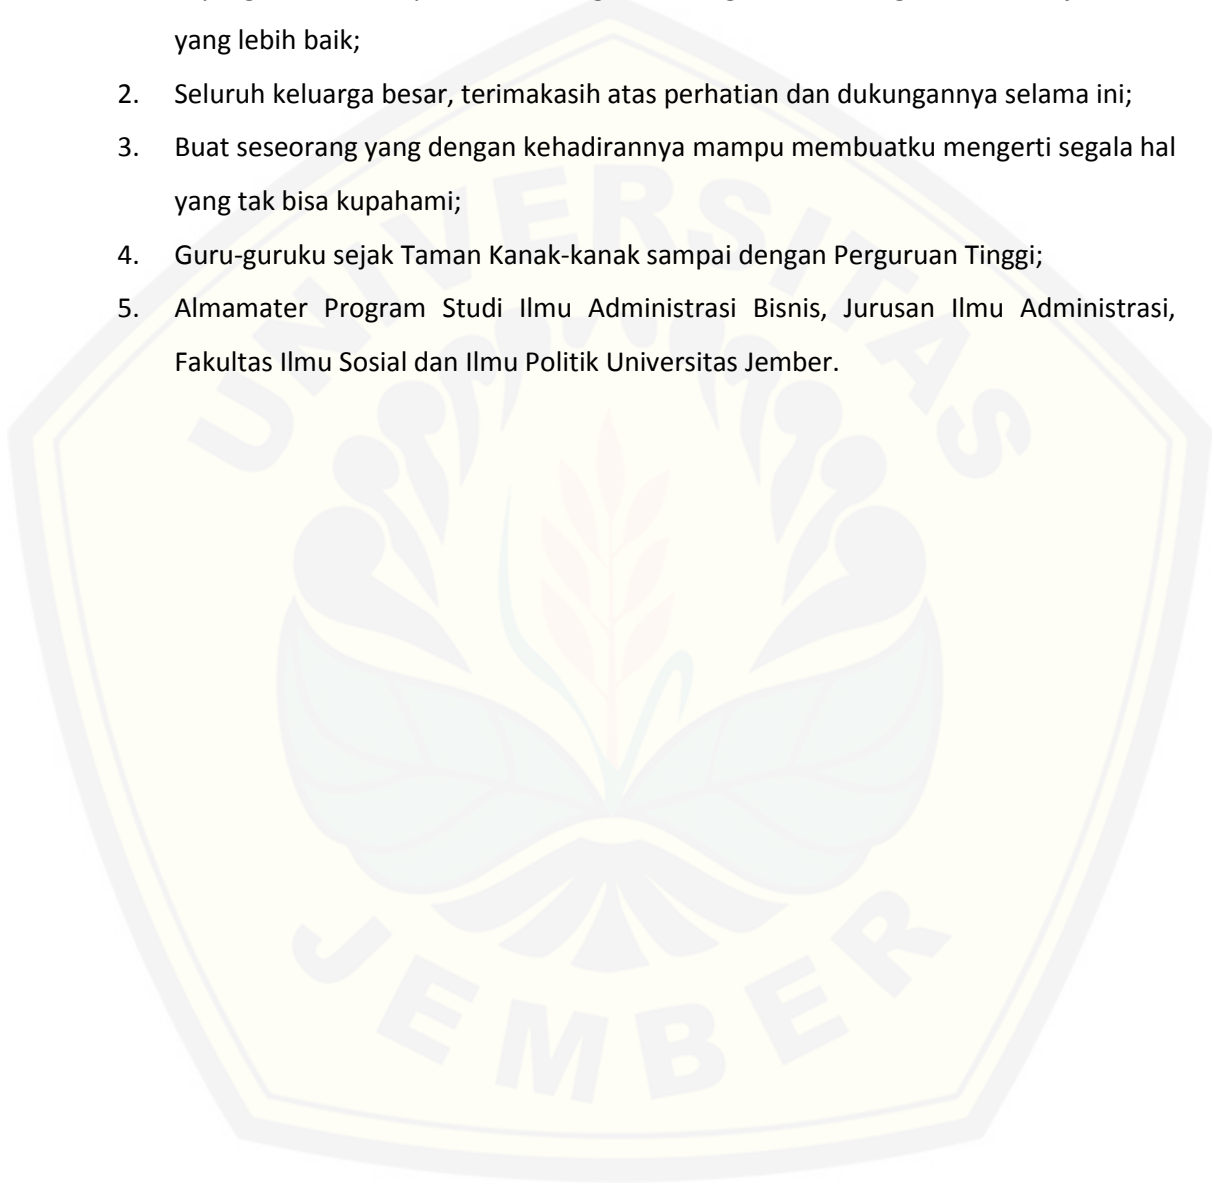 yang lebih baik;
2. Seluruh keluarga besar, terimakasih atas perhatian dan dukungannya selama ini;
3. Buat seseorang yang dengan kehadirannya mampu membuatku mengerti segala hal
yang tak bisa kupahami;
4. Guru-guruku sejak Taman Kanak-kanak sampai dengan Perguruan Tinggi;
5. Almamater Program Studi Ilmu Administrasi Bisnis, Jurusan Ilmu Administrasi,
Fakultas Ilmu Sosial dan Ilmu Politik Universitas Jember.
UNIVERSITAS
JEMBER